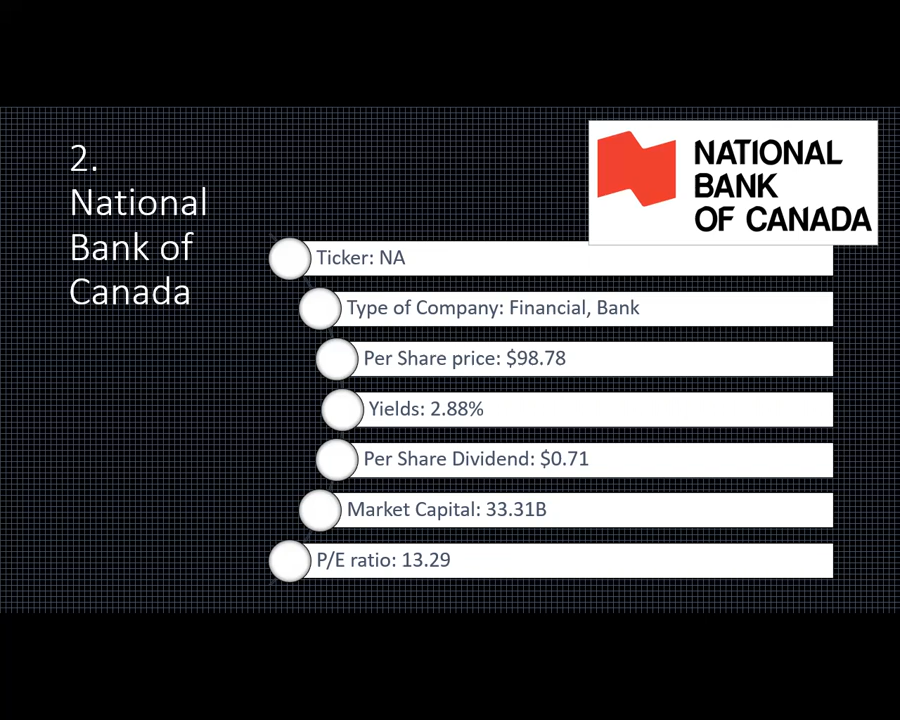 2.
National
Bank of
Canada
NATIONAL
BANK
OF CANADA
Ticker: NA
Type of Company: Financial, Bank
Per Share price: $98.78
Yields: 2.88%
Per Share Dividend: $0.71
Market Capital: 33.31B
P/E ratio: 13.29